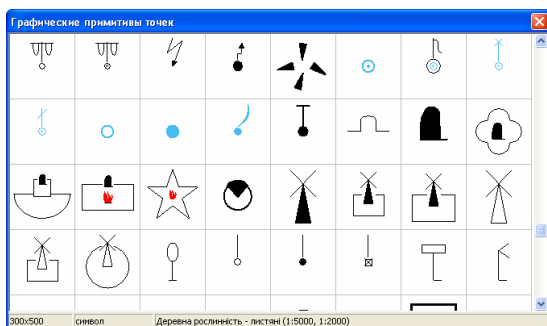 Графические примитивы точек
300x500 символ Деревна рослинність - листяні (1:5000, 1:2000)